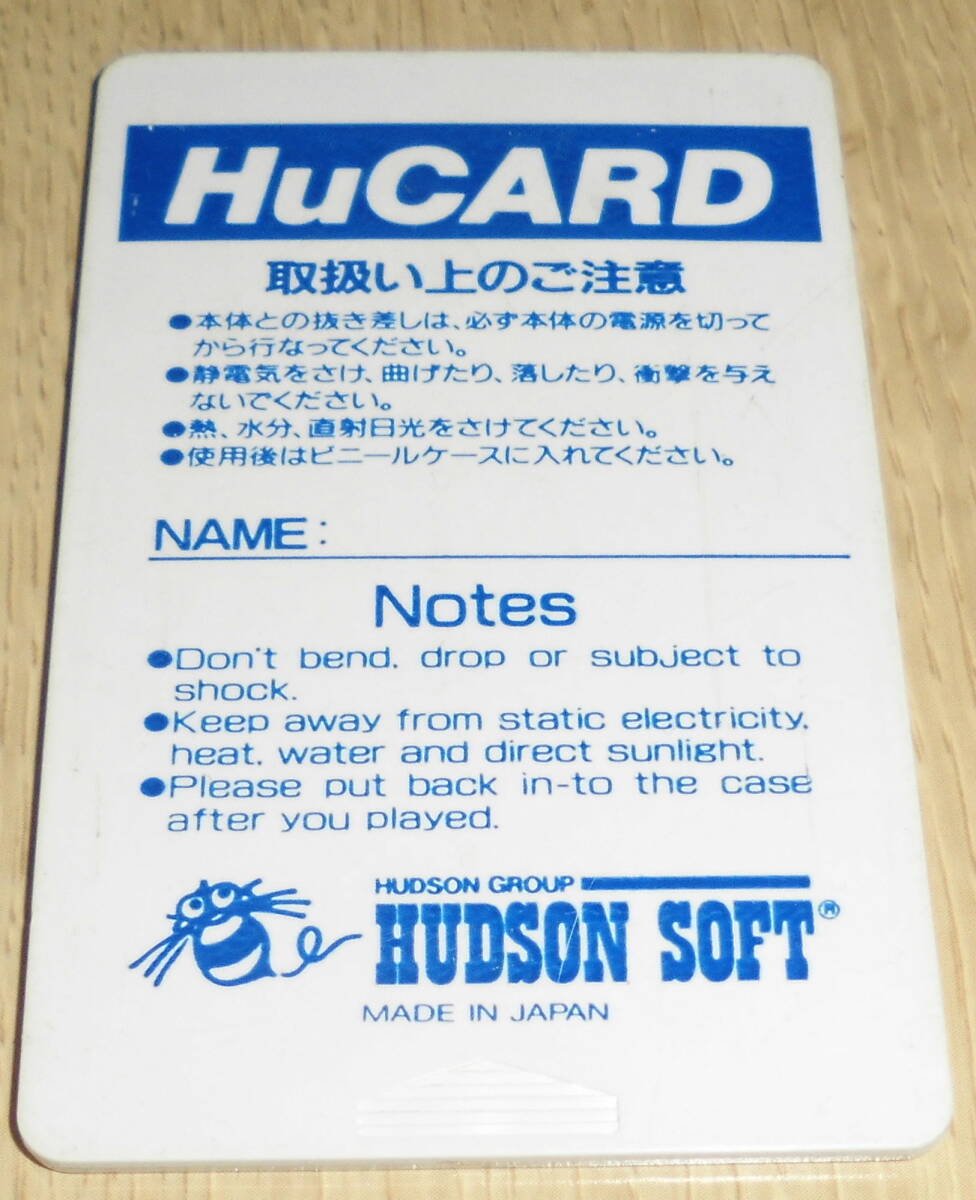 HuCARD
取扱い上のご注意
●本体との抜き差しは、必ず本体の電源を切って
から行なってください。
●静電気をさけ、曲げたり、落したり、衝撃を与え
ないでください。
●熱、水分、直射日光をさけてください。
●使用後はビニールケースに入れてください。
NAME:
Notes
●Don't bend, drop or subject to
shock.
●Keep away from static electricity,
heat, water and direct sunlight.
●Please put back in-to the case
after you played.
HUDSON GROUP
HUDSON SOFT®
MADE IN JAPAN